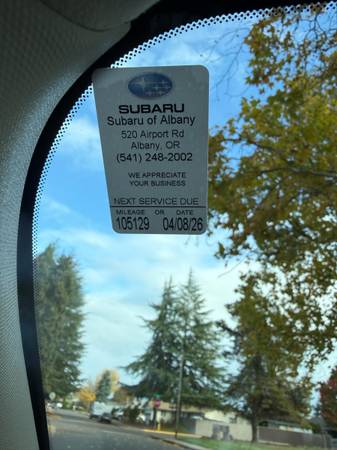 SUBARU
Subaru of Albany
520 Airport Rd
Albany, OR
(541) 248-2002
WE APPRECIATE
YOUR BUSINESS
NEXT SERVICE DUE
MILEAGE OR DATE
105129 04/08/26